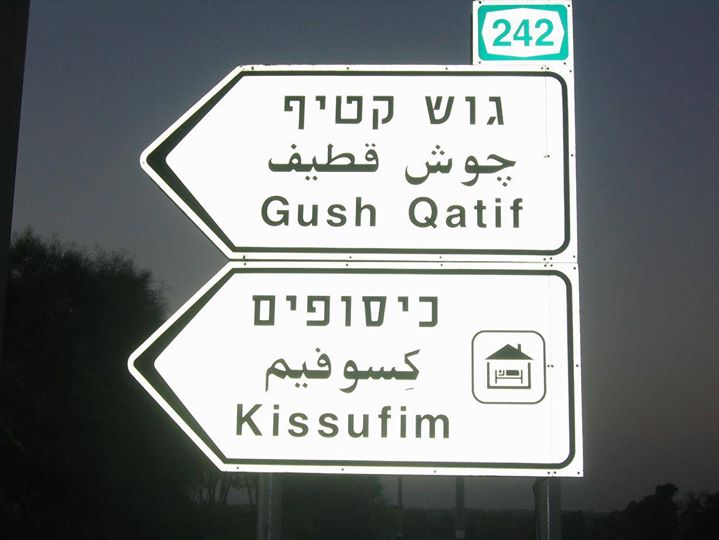 242
גוש קטיף
چوش قطيف
Gush Qatif
כיסופים
كِسوفيم
Kissufim